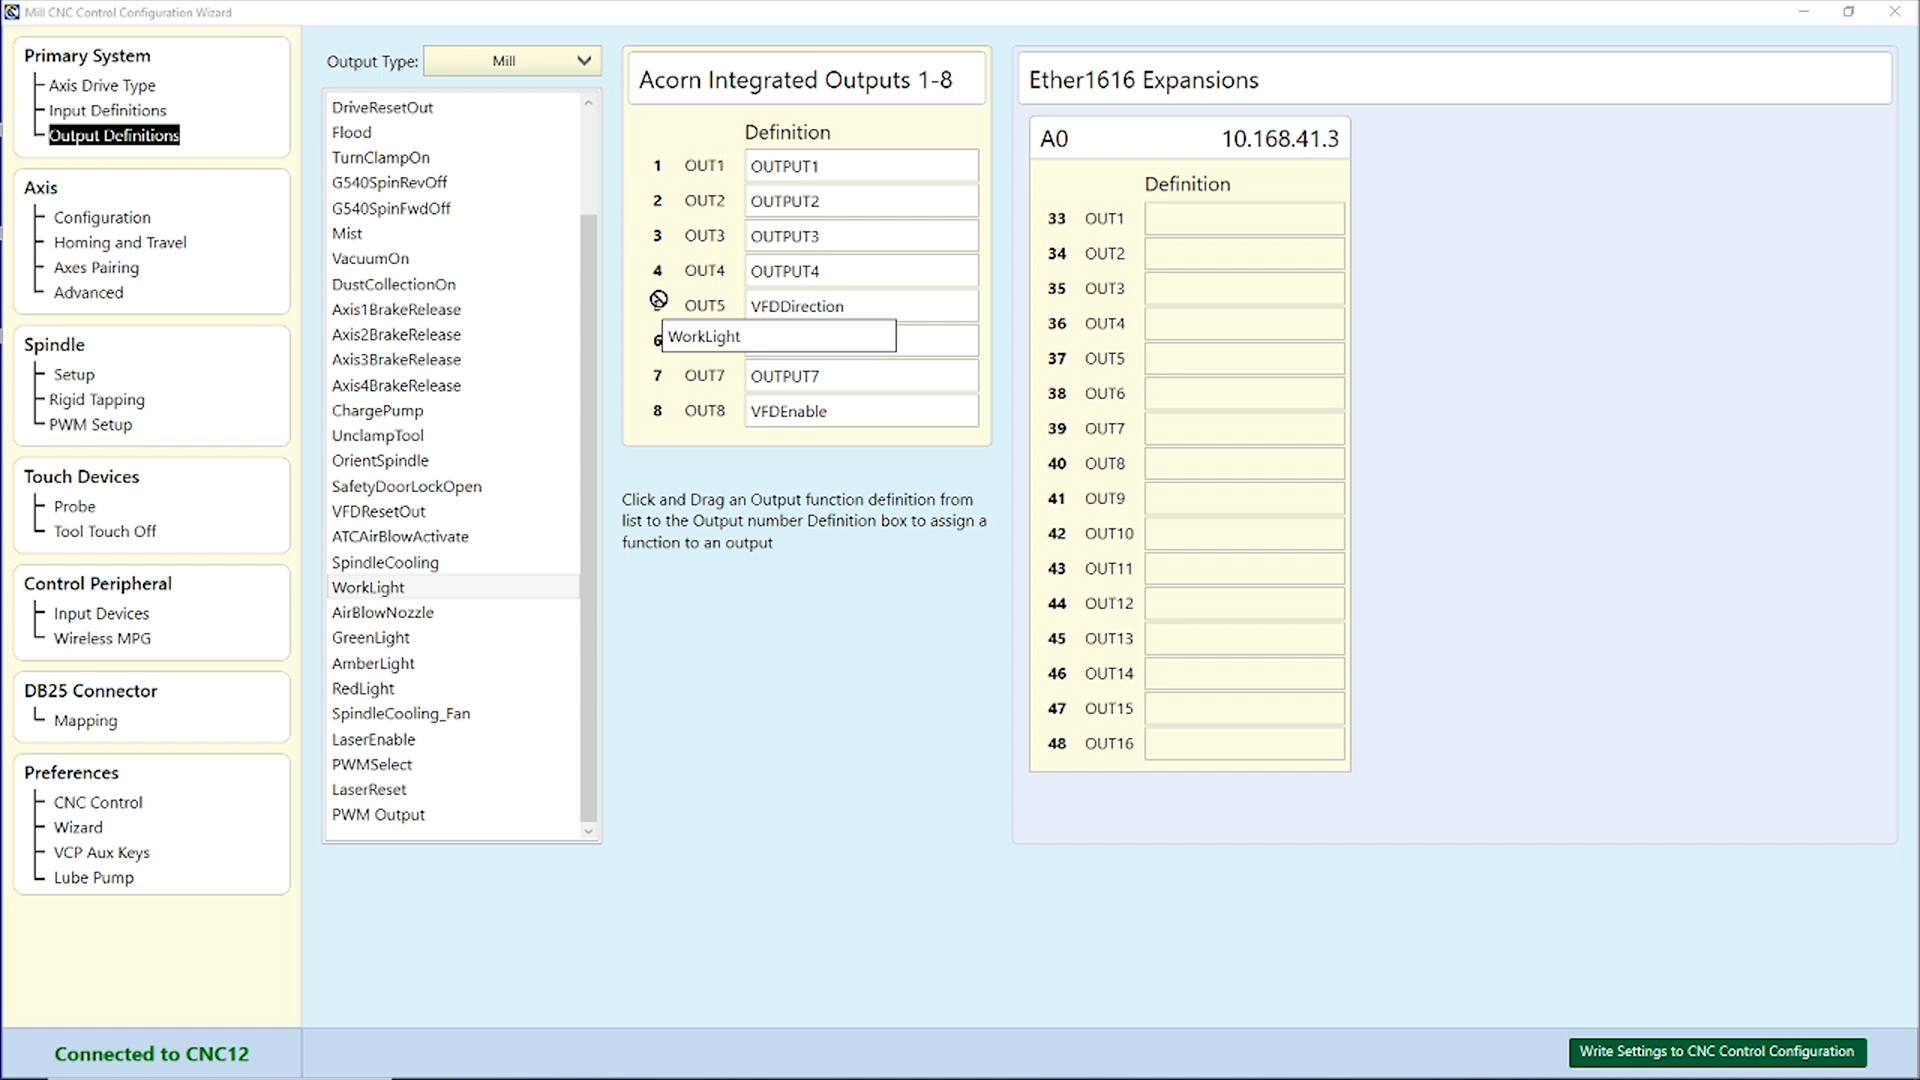 Mill CNC Control Configuration Wizard
Primary System
Axis Drive Type
Input Definitions
Output Definitions
Axis
Configuration
Homing and Travel
Axes Pairing
Advanced
Spindle
Setup
Rigid Tapping
PWM Setup
Touch Devices
Probe
Tool Touch Off
Control Peripheral
Input Devices
Wireless MPG
DB25 Connector
Mapping
Preferences
CNC Control
Wizard
VCP Aux Keys
Lube Pump
Connected to CNC12
Output Type: Mill
DriveResetOut
Flood
TurnClampOn
G540SpinRevOff
G540SpinFwdOff
Mist
VacuumOn
DustCollectionOn
Axis1BrakeRelease
Axis2BrakeRelease
Axis3BrakeRelease
Axis4BrakeRelease
ChargePump
UnclampTool
OrientSpindle
SafetyDoorLockOpen
VFDResetOut
ATCAirBlowActivate
SpindleCooling
WorkLight
AirBlowNozzle
GreenLight
AmberLight
RedLight
SpindleCooling_Fan
LaserEnable
PWMSelect
LaserReset
PWM Output
Acorn Integrated Outputs 1-8
Definition
1 OUT1 OUTPUT1
2 OUT2 OUTPUT2
3 OUT3 OUTPUT3
4 OUT4 OUTPUT4
OUT5 VFDDirection
6 WorkLight
7 OUT7 OUTPUT7
8 OUT8 VFDEnable
Click and Drag an Output function definition from
list to the Output number Definition box to assign a
function to an output
Ether1616 Expansions
A0 10.168.41.3
Definition
33 OUT1
34 OUT2
35 OUT3
36 OUT4
37 OUT5
38 OUT6
39 OUT7
40 OUT8
41 OUT9
42 OUT10
43 OUT11
44 OUT12
45 OUT13
46 OUT14
47 OUT15
48 OUT16
Write Settings to CNC Control Configuration